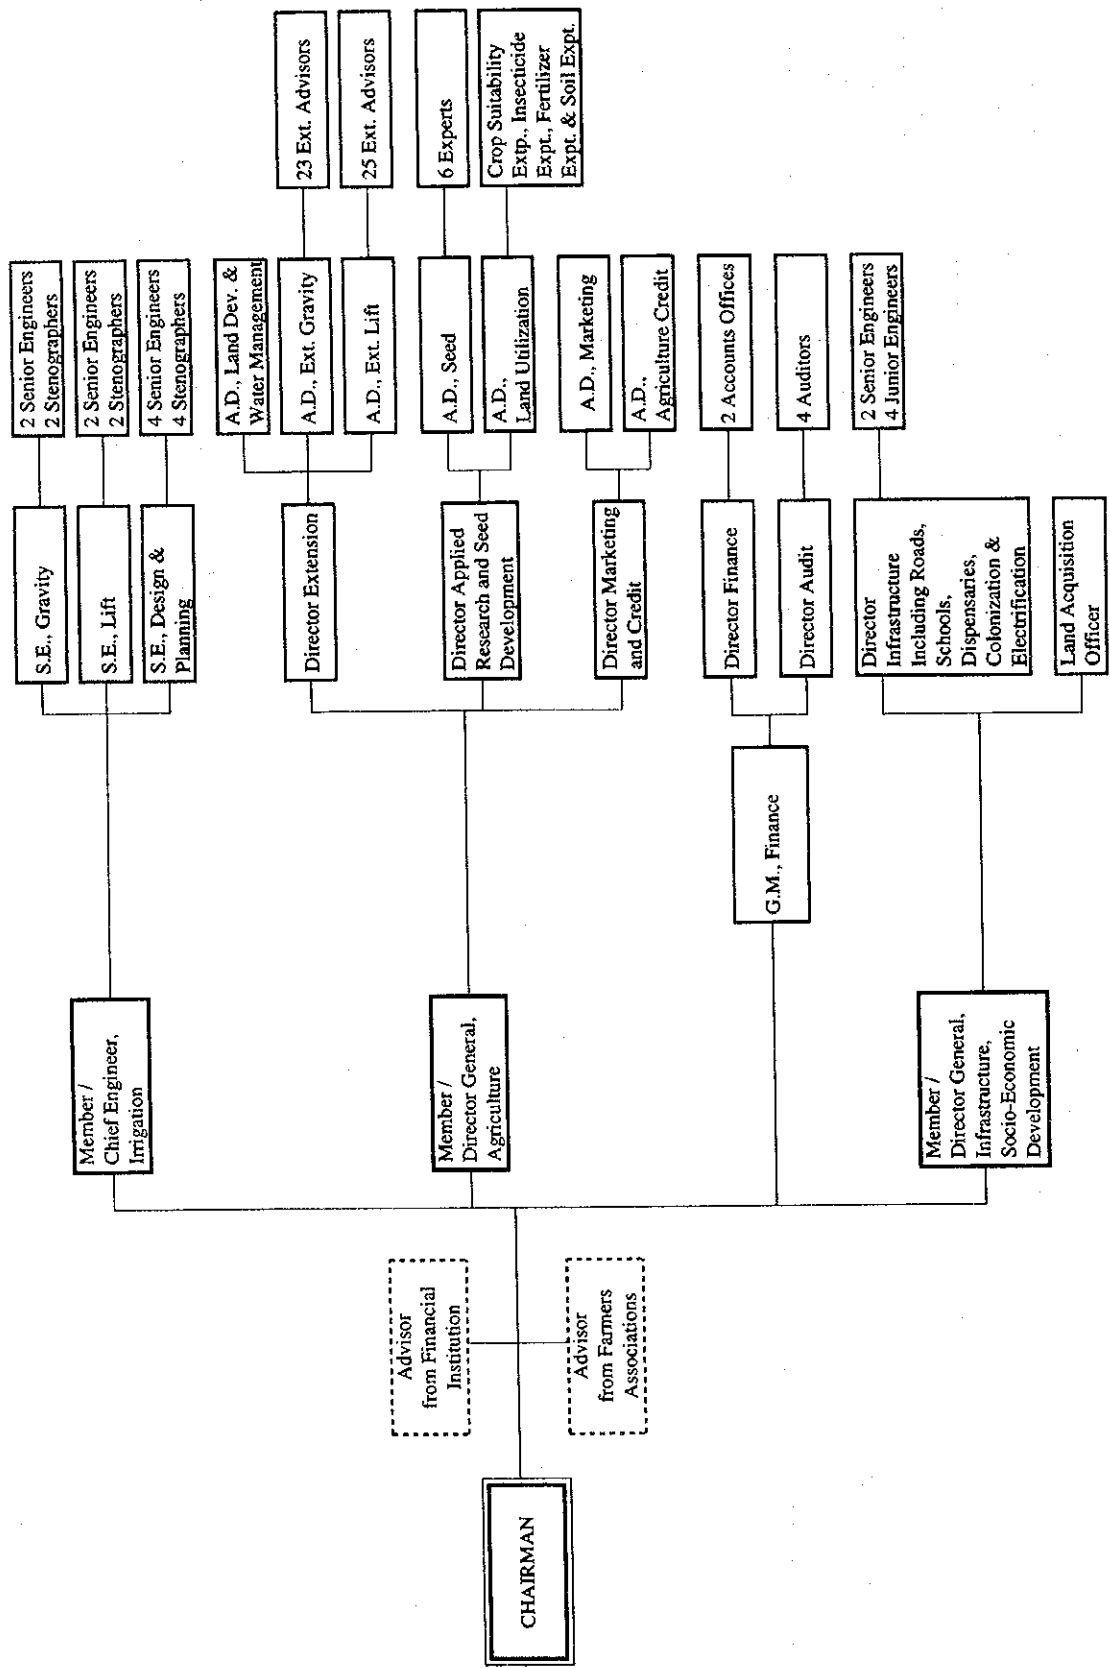 CHAIRMAN
Advisor
from Financial
Institution
Advisor
from Farmers
Associations
Member /
Chief Engineer,
Irrigation
S.E., Gravity
2 Senior Engineers
2 Stenographers
S.E., Lift
2 Senior Engineers
2 Stenographers
S.E., Design &
Planning
4 Senior Engineers
4 Stenographers
Member /
Director General,
Agriculture
Director Extension
A.D., Land Dev. &
Water Management
A.D., Ext. Gravity
23 Ext. Advisors
A.D., Ext. Lift
25 Ext. Advisors
Director Applied
Research and Seed
Development
A.D., Seed
6 Experts
A.D.,
Land Utilization
Crop Suitability
Extp., Insecticide
Expt., Fertilizer
Expt. & Soil Expt.
Director Marketing
and Credit
A.D., Marketing
A.D.,
Agriculture Credit
G.M., Finance
Director Finance
2 Accounts Offices
Director Audit
4 Auditors
Member /
Director General,
Infrastructure,
Socio-Economic
Development
Director
Infrastructure
Including Roads,
Schools,
Dispensaries,
Colonization &
Electrification
2 Senior Engineers
4 Junior Engineers
Land Acquisition
Officer